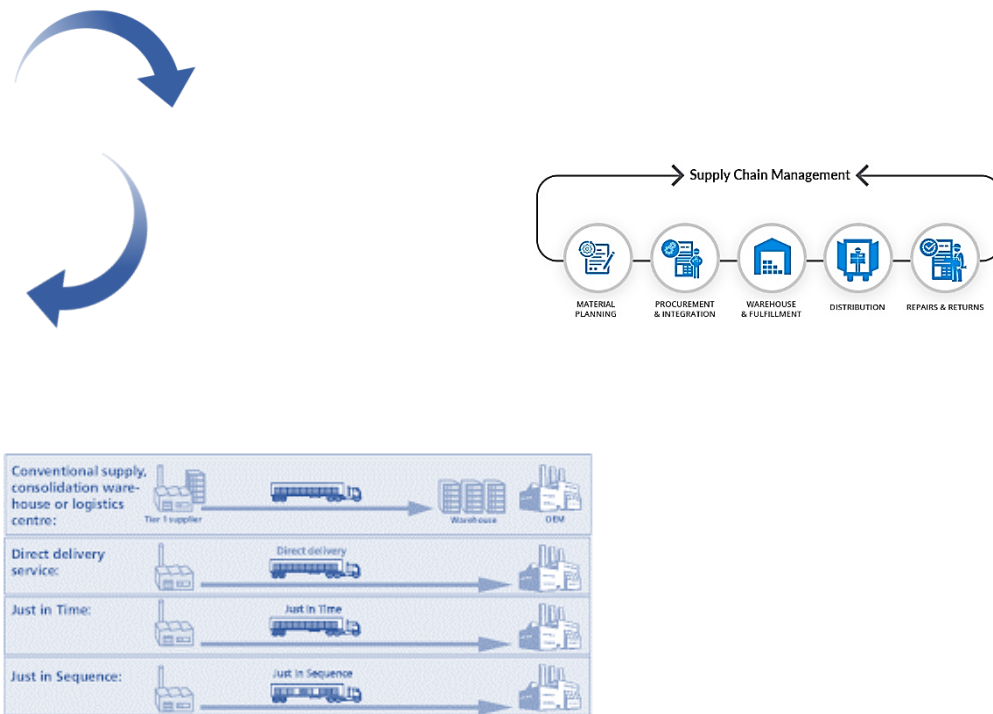 Supply Chain Management
MATERIAL
PLANNING
PROCUREMENT
& INTEGRATION
WAREHOUSE
& FULFILLMENT
DISTRIBUTION
REPAIRS & RETURNS
Conventional supply,
consolidation ware-
house or logistics
centre:
Tier 1 supplier
Warehouse
OEM
Direct delivery
service:
Direct delivery
Just in Time:
Just in Time
Just in Sequence:
Just in Sequence